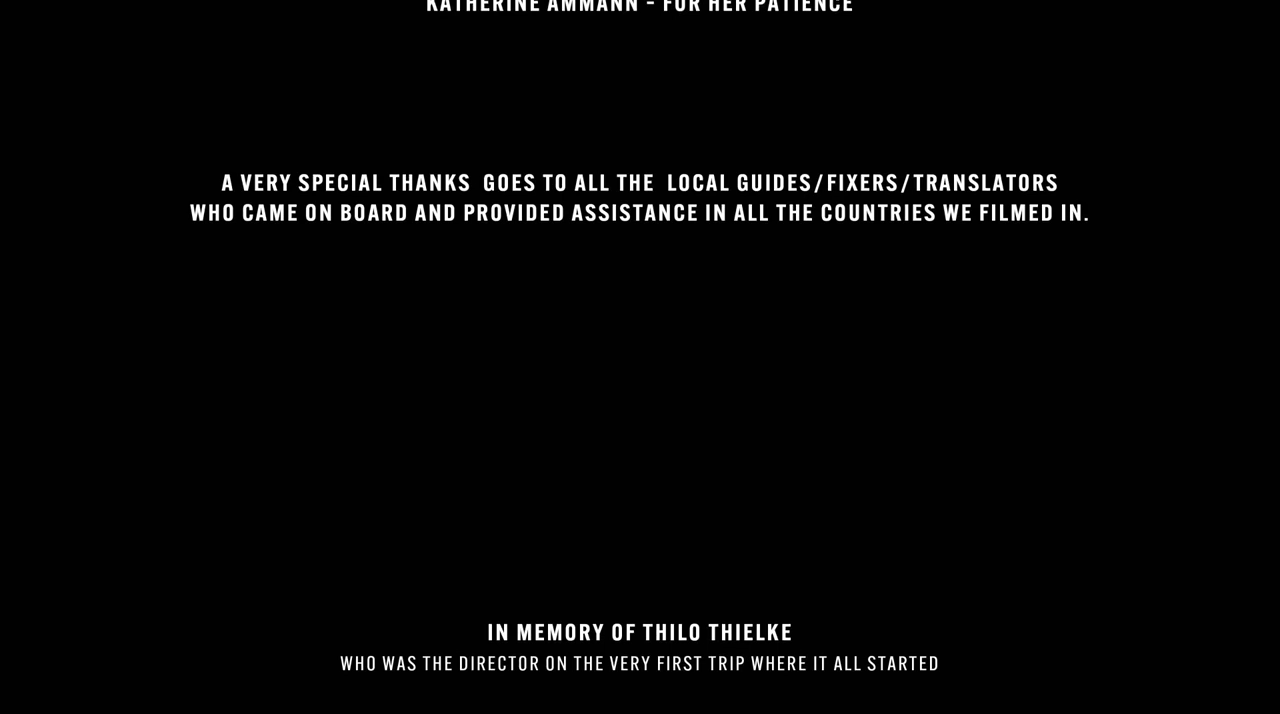 KATHERINE AMMANN - FOR HER PATIENCE
A VERY SPECIAL THANKS  GOES TO ALL THE  LOCAL GUIDES/FIXERS/TRANSLATORS
WHO CAME ON BOARD AND PROVIDED ASSISTANCE IN ALL THE COUNTRIES WE FILMED IN.
IN MEMORY OF THILO THIELKE
WHO WAS THE DIRECTOR ON THE VERY FIRST TRIP WHERE IT ALL STARTED